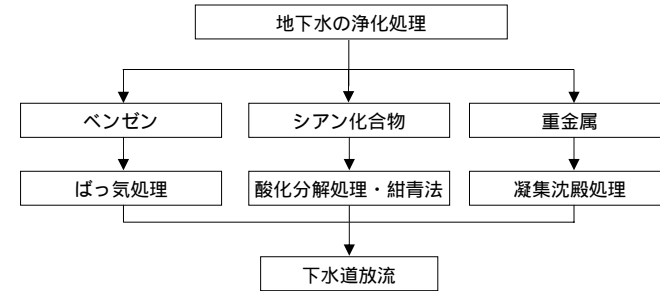 地下水の浄化処理
ベンゼン
シアン化合物
重金属
ばっ気処理
酸化分解処理・紺青法
凝集沈殿処理
下水道放流